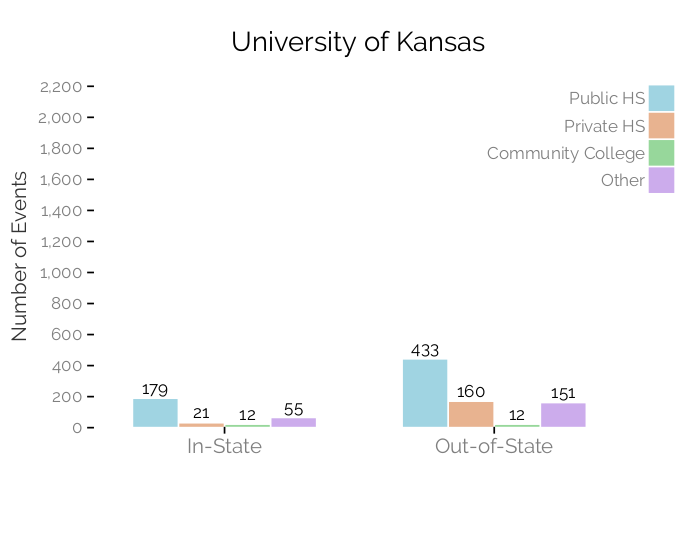 University of Kansas
Number of Events
2,200
2,000
1,800
1,600
1,400
1,200
1,000
800
600
400
200
0
Public HS
Private HS
Community College
Other
179
21
12
55
433
160
12
151
In-State
Out-of-State